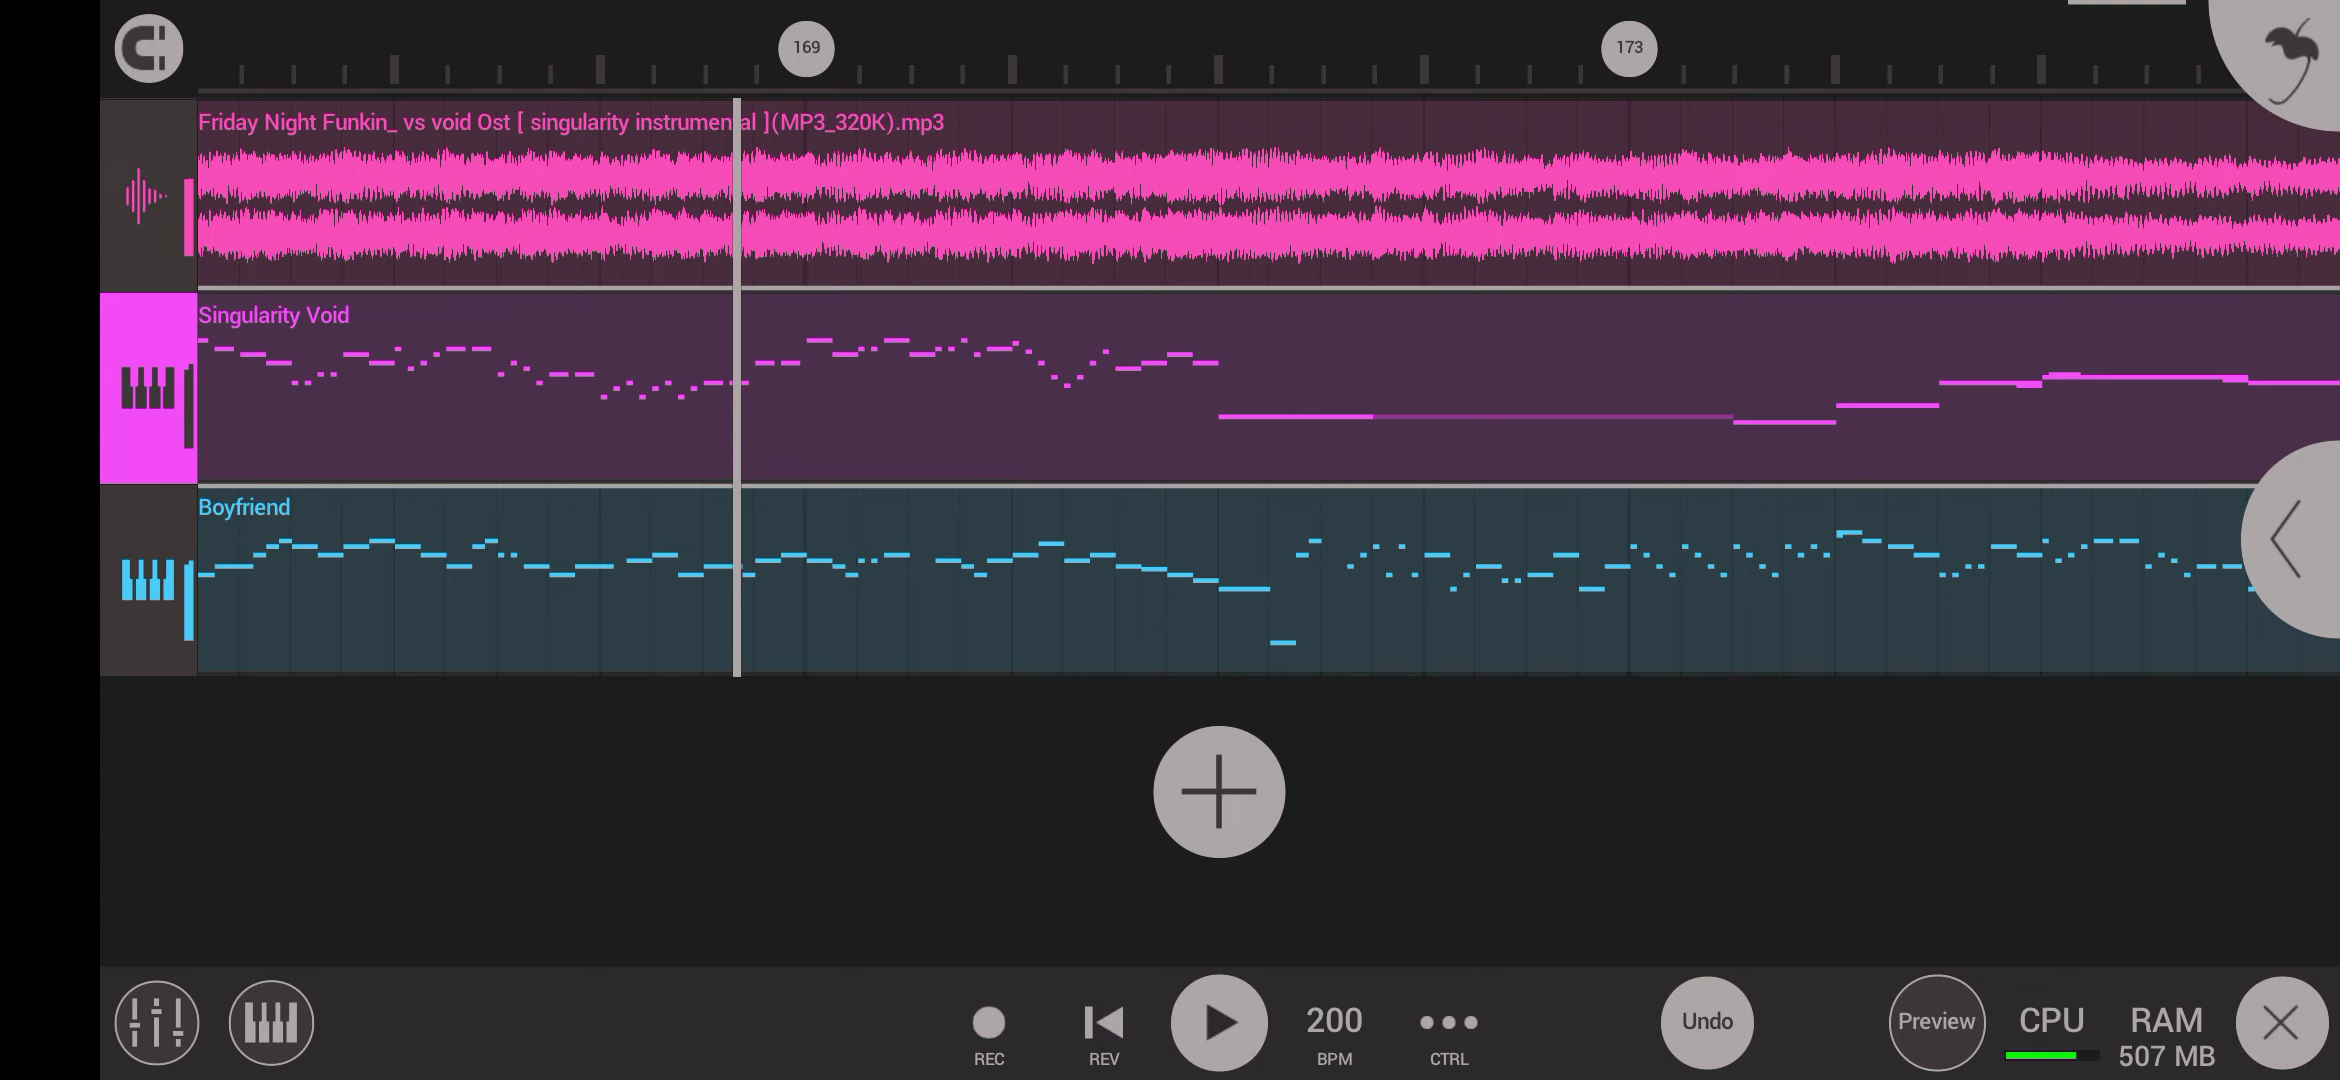 169
173
Friday Night Funkin_ vs void Ost [ singularity instrumental ](MP3_320K).mp3
Singularity Void
Boyfriend
REC
REV
200
BPM
CTRL
Undo
Preview
CPU
RAM
507 MB